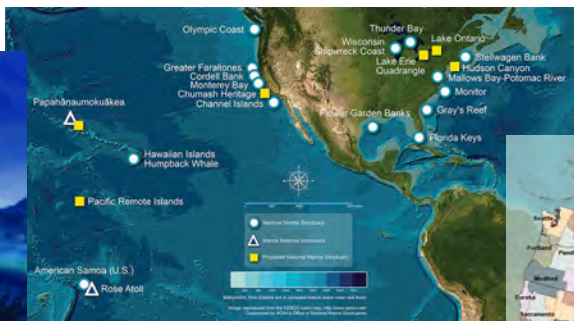 Olympic Coast
Thunder Bay
Lake Ontario
Wisconsin
Shipwreck Coast
Stellwagen Bank
Lake Erie
Quadrangle
Hudson Canyon
Mallows Bay-Potomac River
Greater Farallones
Cordell Bank
Monterey Bay
Chumash Heritage
Channel Islands
Monitor
Gray's Reef
Flower Garden Banks
Florida Keys
Papahānaumokuākea
Hawaiian Islands
Humpback Whale
Pacific Remote Islands
American Samoa (U.S.)
Rose Atoll
National Marine Sanctuary
Marine National Monument
Proposed National Marine Sanctuary
Seattle
Portland
Medford
Eureka
Sacramento